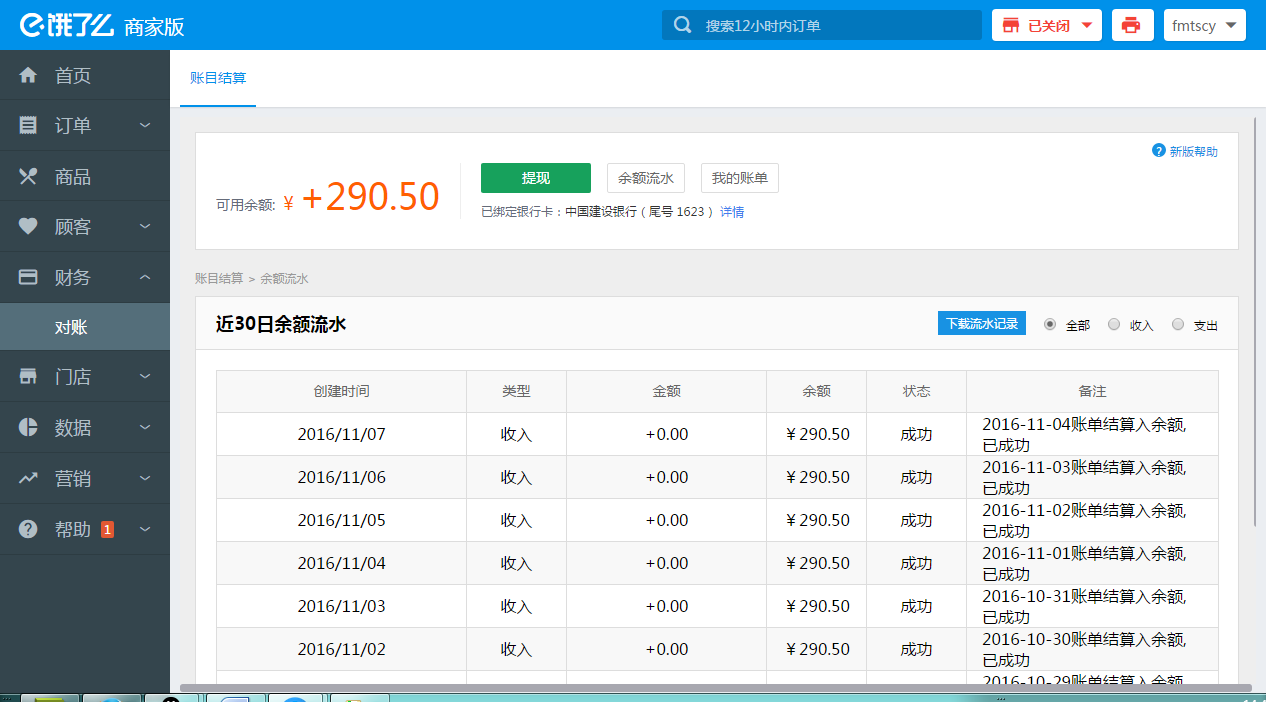 饿了么 商家版
搜索12小时内订单
已关闭
fmtscy
首页
订单
商品
顾客
财务
对账
门店
数据
营销
帮助 1
账目结算
? 新版帮助
可用余额: ¥ +290.50
提现 余额流水 我的账单
已绑定银行卡：中国建设银行（尾号 1623 ）详情
账目结算 > 余额流水
近30日余额流水
下载流水记录 全部 收入 支出
创建时间 类型 金额 余额 状态 备注
2016/11/07 收入 +0.00 ¥290.50 成功 2016-11-04账单结算入余额,
已成功
2016/11/06 收入 +0.00 ¥290.50 成功 2016-11-03账单结算入余额,
已成功
2016/11/05 收入 +0.00 ¥290.50 成功 2016-11-02账单结算入余额,
已成功
2016/11/04 收入 +0.00 ¥290.50 成功 2016-11-01账单结算入余额,
已成功
2016/11/03 收入 +0.00 ¥290.50 成功 2016-10-31账单结算入余额,
已成功
2016/11/02 收入 +0.00 ¥290.50 成功 2016-10-30账单结算入余额,
已成功
2016-10-29账单结算入余额,